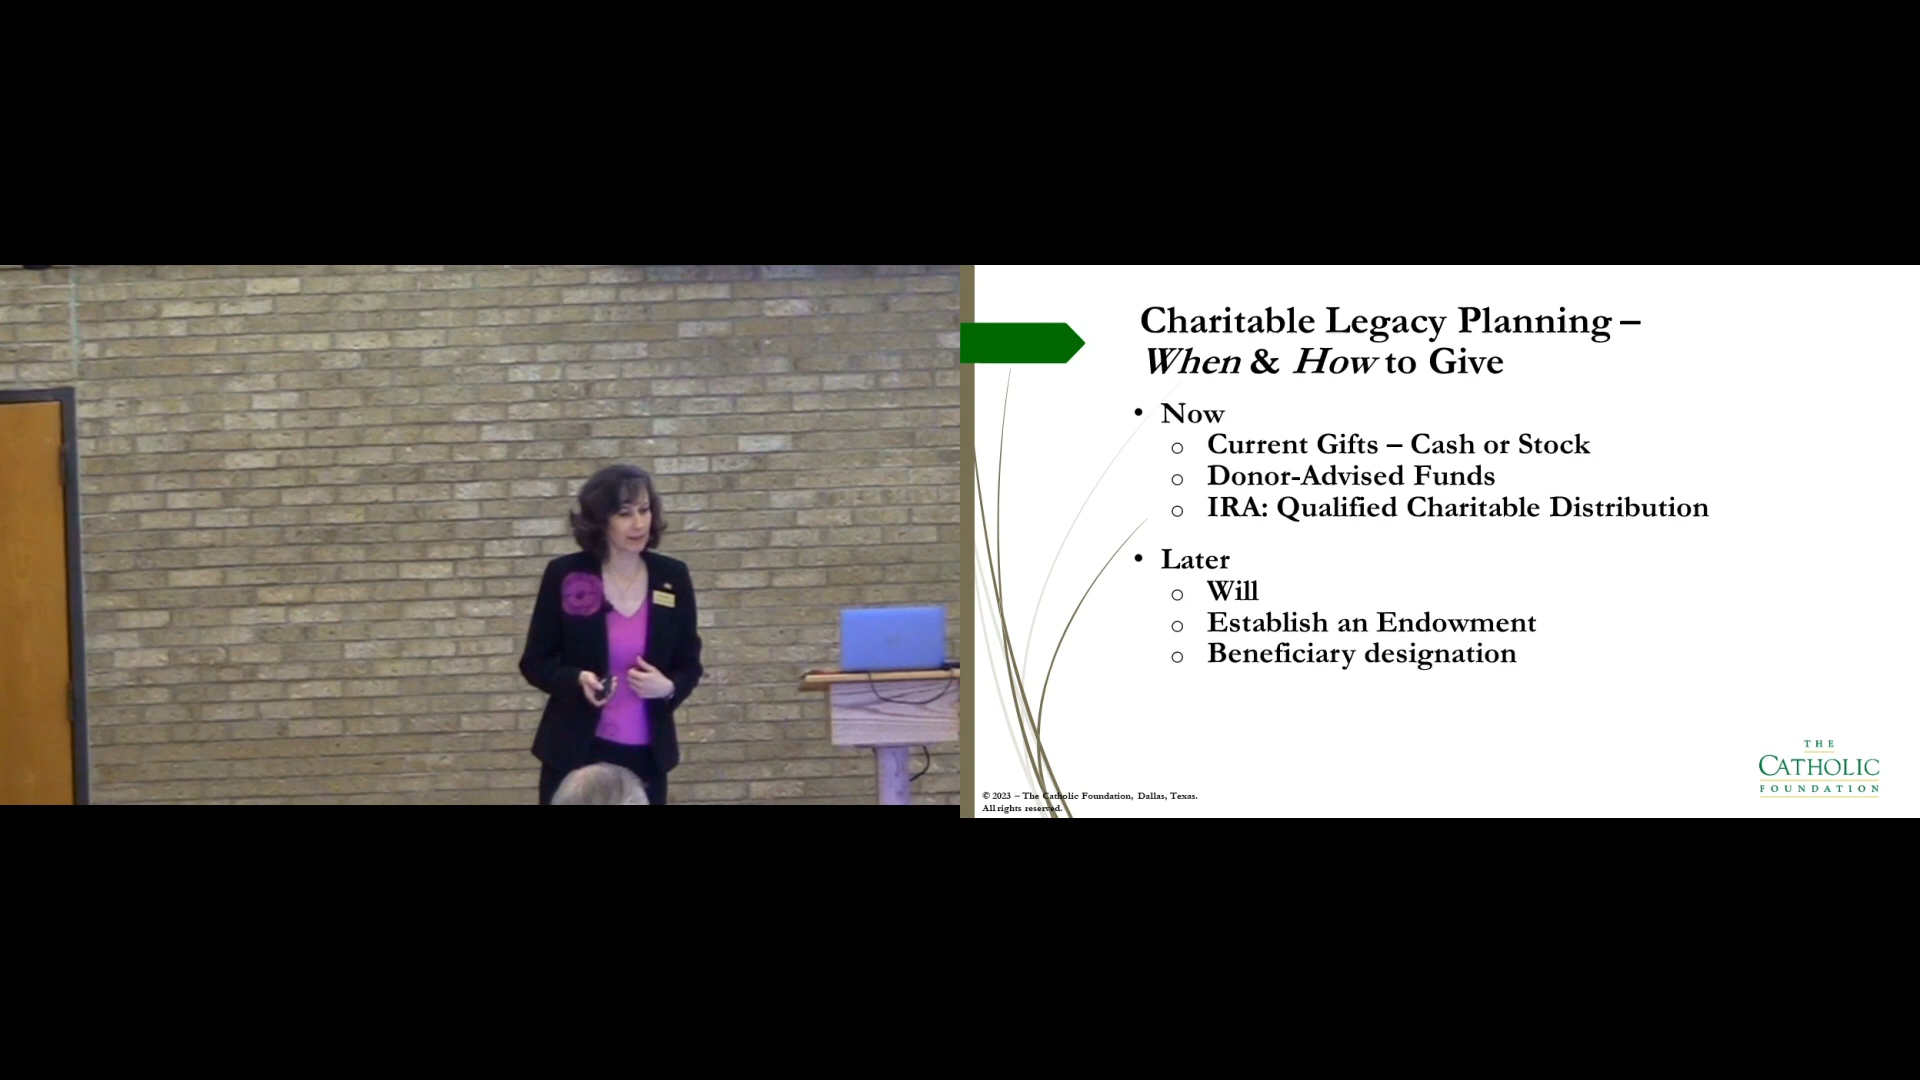 Charitable Legacy Planning –
When & How to Give
• Now
o Current Gifts – Cash or Stock
o Donor-Advised Funds
o IRA: Qualified Charitable Distribution
• Later
o Will
o Establish an Endowment
o Beneficiary designation
THE
CATHOLIC
FOUNDATION
© 2023 – The Catholic Foundation, Dallas, Texas.
All rights reserved.